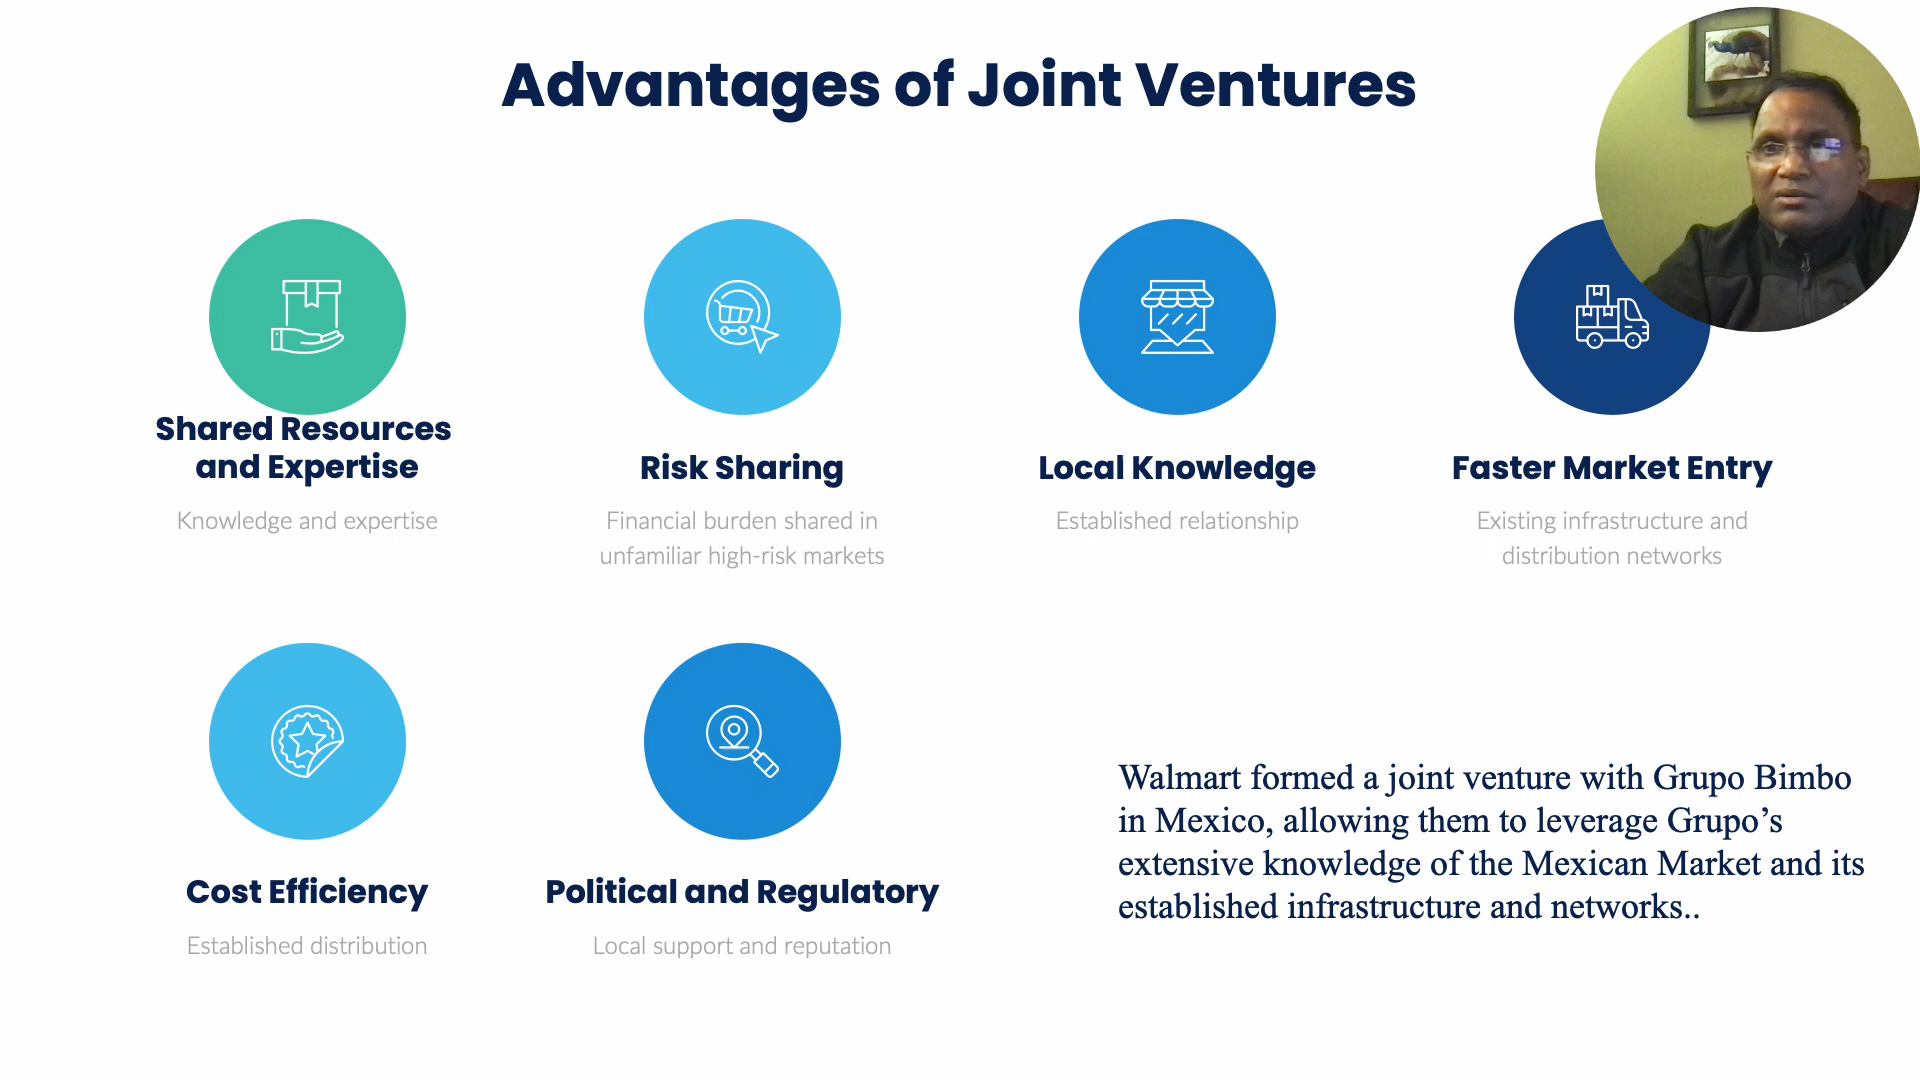 Advantages of Joint Ventures
Shared Resources
and Expertise
Knowledge and expertise
Risk Sharing
Financial burden shared in
unfamiliar high-risk markets
Local Knowledge
Established relationship
Faster Market Entry
Existing infrastructure and
distribution networks
Cost Efficiency
Established distribution
Political and Regulatory
Local support and reputation
Walmart formed a joint venture with Grupo Bimbo
in Mexico, allowing them to leverage Grupo’s
extensive knowledge of the Mexican Market and its
established infrastructure and networks..